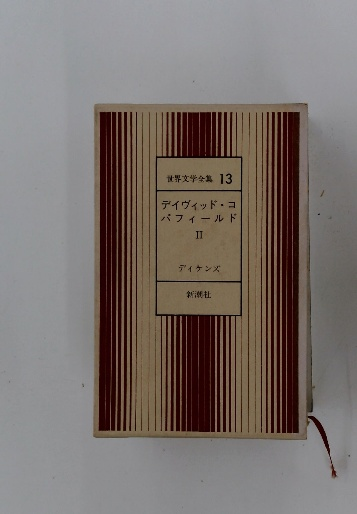 世界文学全集 13
デイヴィッド・コ
パフィールド
II
ディケンズ
新潮社